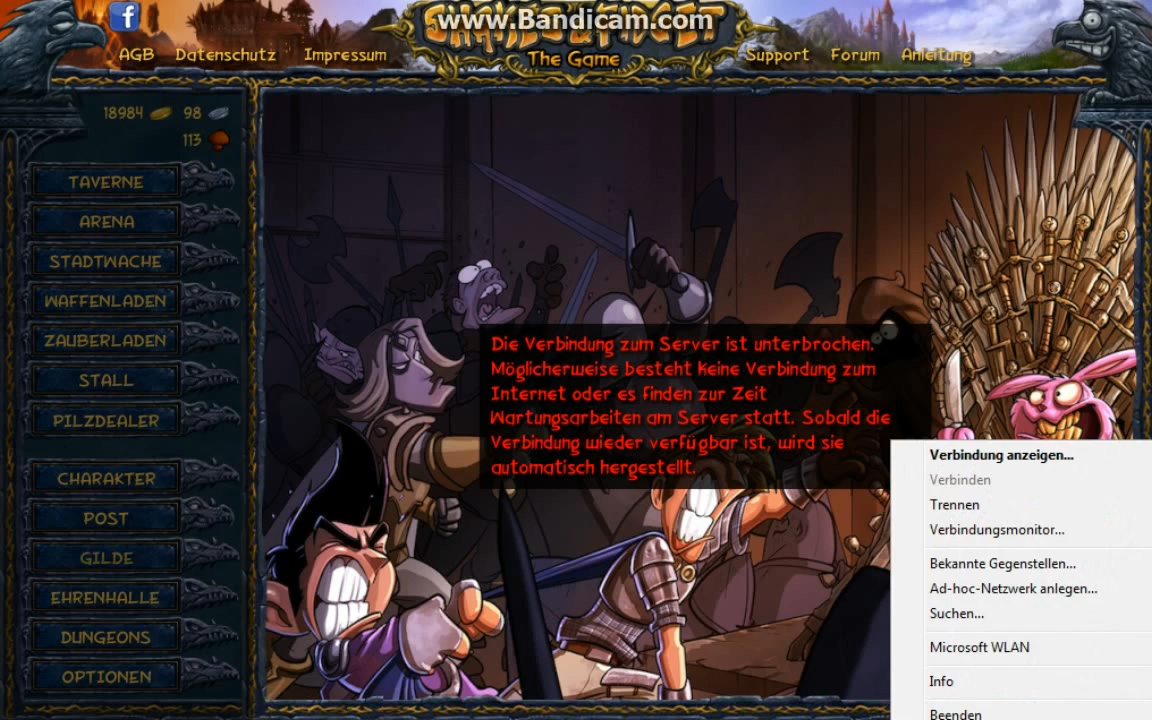 www.Bandicam.com
SHAKES & FIDGET
The Game
f
AGB Datenschutz Impressum
Support Forum Anleitung
18984 98
113
TAVERNE
ARENA
STADTWACHE
WAFFENLADEN
ZAUBERLADEN
STALL
PILZDEALER
CHARAKTER
POST
GILDE
EHRENHALLE
DUNGEONS
OPTIONEN
Die Verbindung zum Server ist unterbrochen.
Möglicherweise besteht keine Verbindung zum
Internet oder es finden zur Zeit
Wartungsarbeiten am Server statt. Sobald die
Verbindung wieder verfügbar ist, wird sie
automatisch hergestellt.
Verbindung anzeigen...
Verbinden
Trennen
Verbindungsmonitor...
Bekannte Gegenstellen...
Ad-hoc-Netzwerk anlegen...
Suchen...
Microsoft WLAN
Info
Beenden